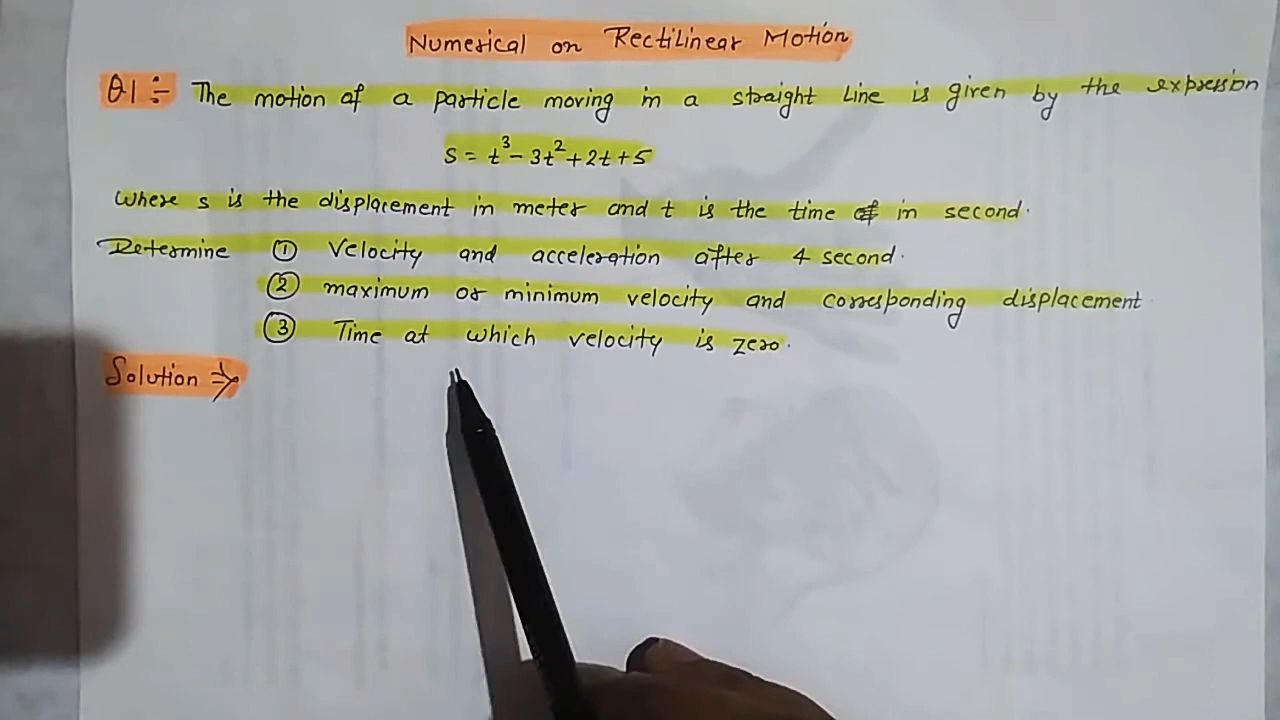 Numerical on Rectilinear Motion
Q1 :- The motion of a particle moving in a straight Line is given by the expression
s = t³ - 3t² + 2t + 5
Where s is the displacement in meter and t is the time in second.
Determine ① Velocity and acceleration after 4 second.
② maximum or minimum velocity and corresponding displacement
③ Time at which velocity is zero.
Solution ⇒